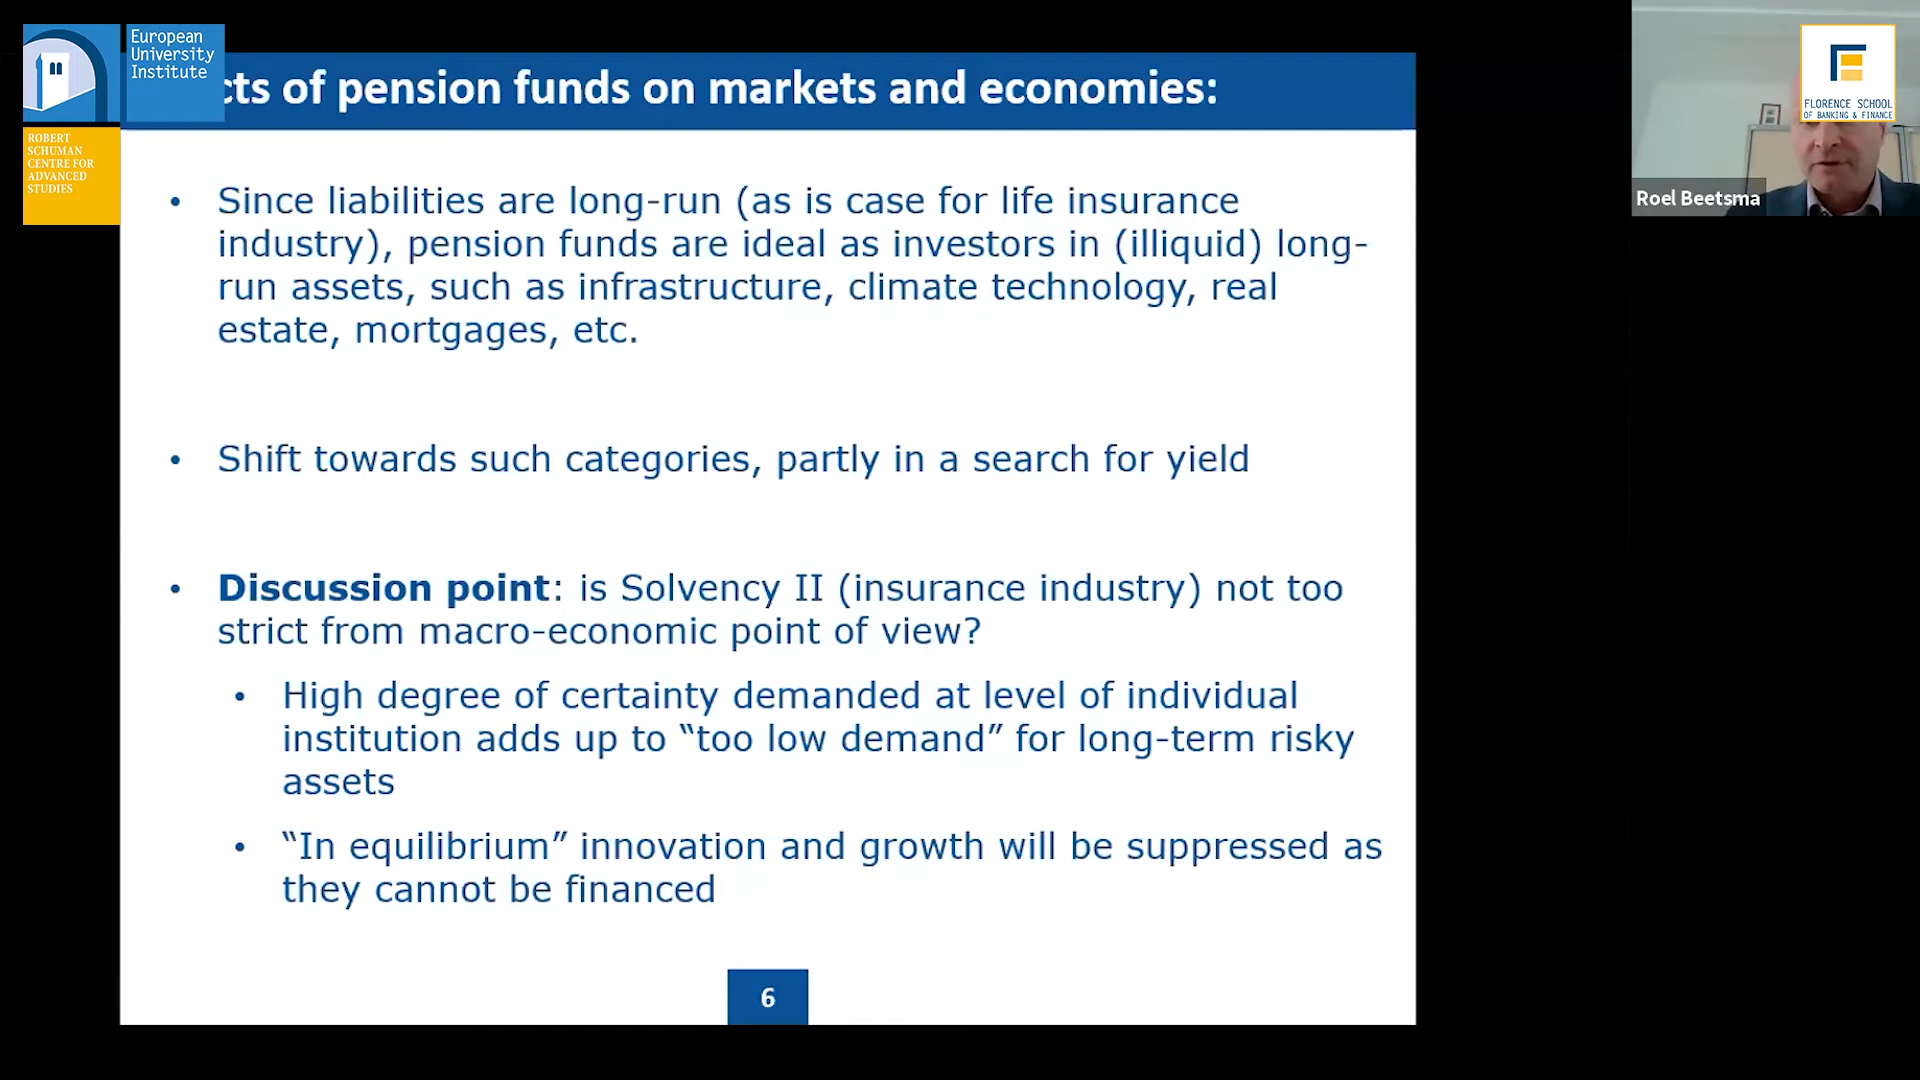 European
University
Institute
ROBERT
SCHUMAN
CENTRE FOR
ADVANCED
STUDIES
of pension funds on markets and economies:
FLORENCE SCHOOL
OF BANKING & FINANCE
Roel Beetsma
• Since liabilities are long-run (as is case for life insurance
industry), pension funds are ideal as investors in (illiquid) long-
run assets, such as infrastructure, climate technology, real
estate, mortgages, etc.
• Shift towards such categories, partly in a search for yield
• Discussion point: is Solvency II (insurance industry) not too
strict from macro-economic point of view?
• High degree of certainty demanded at level of individual
institution adds up to “too low demand” for long-term risky
assets
• “In equilibrium” innovation and growth will be suppressed as
they cannot be financed
6